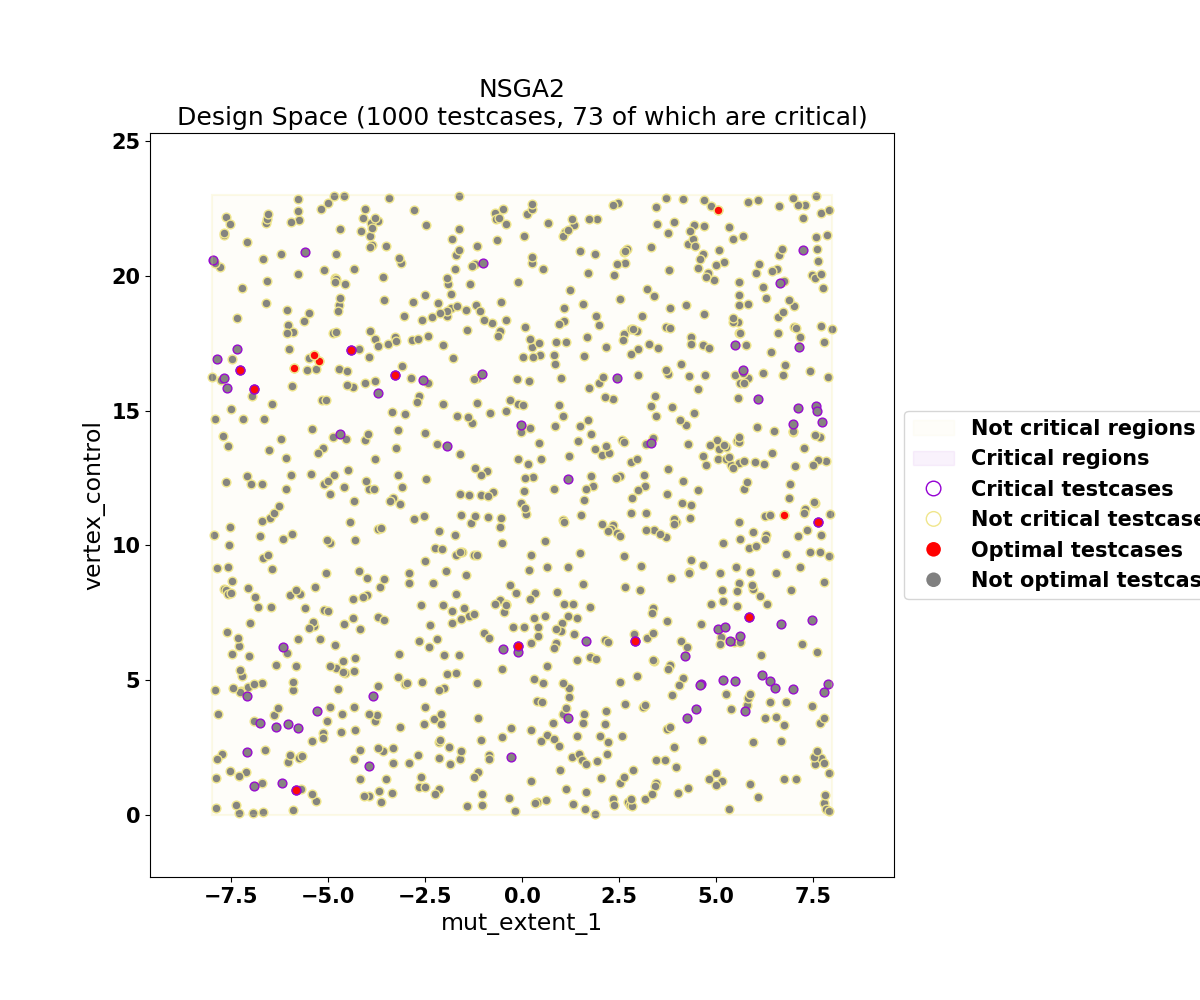 NSGA2
Design Space (1000 testcases, 73 of which are critical)
25
20
15
10
5
0
vertex_control
−7.5 −5.0 −2.5 0.0 2.5 5.0 7.5
mut_extent_1
Not critical regions
Critical regions
Critical testcases
Not critical testcase
Optimal testcases
Not optimal testcas